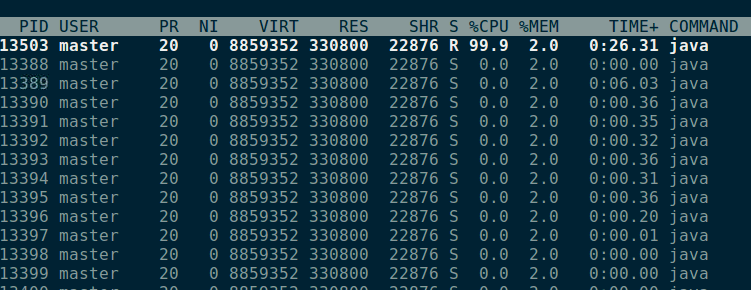 PID USER PR NI VIRT RES SHR S %CPU %MEM TIME+ COMMAND
13503 master 20 0 8859352 330800 22876 R 99.9 2.0 0:26.31 java
13388 master 20 0 8859352 330800 22876 S 0.0 2.0 0:00.00 java
13389 master 20 0 8859352 330800 22876 S 0.0 2.0 0:06.03 java
13390 master 20 0 8859352 330800 22876 S 0.0 2.0 0:00.36 java
13391 master 20 0 8859352 330800 22876 S 0.0 2.0 0:00.35 java
13392 master 20 0 8859352 330800 22876 S 0.0 2.0 0:00.32 java
13393 master 20 0 8859352 330800 22876 S 0.0 2.0 0:00.36 java
13394 master 20 0 8859352 330800 22876 S 0.0 2.0 0:00.31 java
13395 master 20 0 8859352 330800 22876 S 0.0 2.0 0:00.36 java
13396 master 20 0 8859352 330800 22876 S 0.0 2.0 0:00.20 java
13397 master 20 0 8859352 330800 22876 S 0.0 2.0 0:00.01 java
13398 master 20 0 8859352 330800 22876 S 0.0 2.0 0:00.00 java
13399 master 20 0 8859352 330800 22876 S 0.0 2.0 0:00.00 java